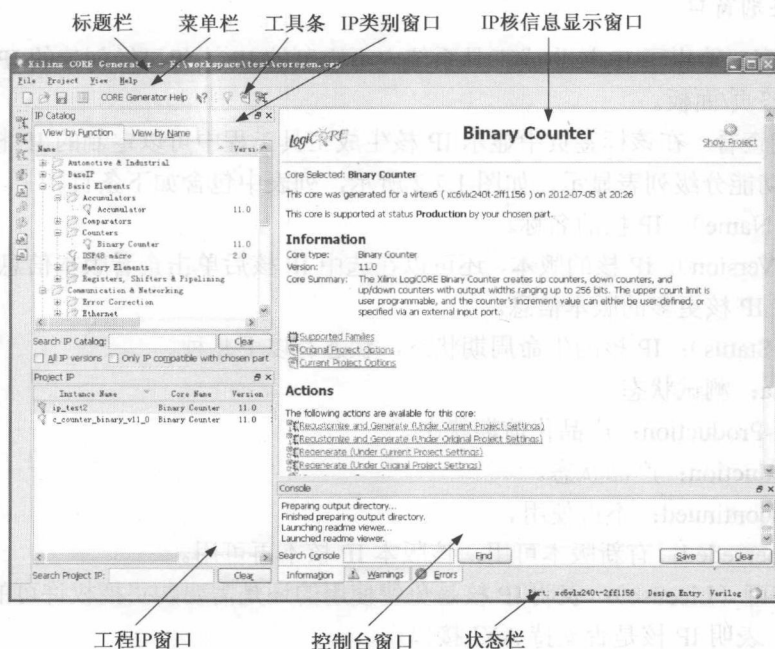 标题栏 菜单栏 工具条 IP类别窗口 IP核信息显示窗口
Xilinx CORE Generator - F:\workspace\test\coregen.cgp
File Project View Help
CORE Generator Help
IP Catalog
View by Function View by Name
Name Version
Automotive & Industrial
BaseIP
Basic Elements
Accumulators
Accumulator 11.0
Comparators
Counters
Binary Counter 11.0
DSP48 macro 2.0
Memory Elements
Registers, Shifters & Pipelining
Communication & Networking
Error Correction
Ethernet
Search IP Catalog: Clear
All IP versions Only IP compatible with chosen part
Project IP
Instance Name Core Name Version
ip_test2 Binary Counter 11.0
c_counter_binary_v11_0 Binary Counter 11.0
Search Project IP: Clear
logiCORE
Binary Counter
Show Project
Core Selected: Binary Counter
This core was generated for a virtex6 ( xc6vlx240t-2ff1156 ) on 2012-07-05 at 20:26
This core is supported at status Production by your chosen part.
Information
Core type: Binary Counter
Version: 11.0
Core Summary: The Xilinx LogiCORE Binary Counter creates up counters, down counters, and
up/down counters with output widths ranging up to 256 bits. The upper count limit is
user programmable, and the counter's increment value can either be user-defined, or
specified via an external input port.
Supported Families
Original Project Options
Current Project Options
Actions
The following actions are available for this core:
Recustomize and Generate (Under Current Project Settings)
Recustomize and Generate (Under Original Project Settings)
Regenerate (Under Current Project Settings)
Regenerate (Under Original Project Settings)
Console
Preparing output directory...
Finished preparing output directory.
Launching readme viewer...
Launched readme viewer.
Search Console Find Save Clear
Information Warnings Errors
Part: xc6vlx240t-2ff1156 Design Entry: Verilog
工程IP窗口 控制台窗口 状态栏